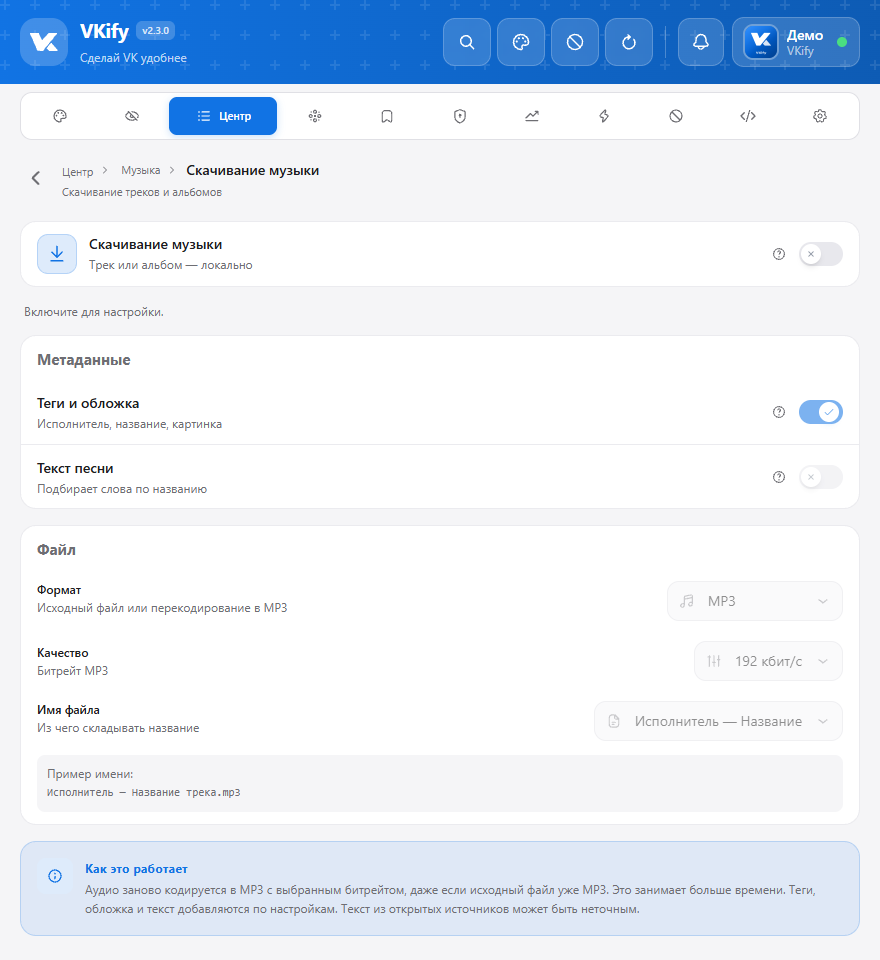 VKify v2.3.0
Сделай VK удобнее
Демо
VKify
Центр
Центр > Музыка > Скачивание музыки
Скачивание треков и альбомов
Скачивание музыки
Трек или альбом — локально
Включите для настройки.
Метаданные
Теги и обложка
Исполнитель, название, картинка
Текст песни
Подбирает слова по названию
Файл
Формат
Исходный файл или перекодирование в MP3
MP3
Качество
Битрейт MP3
192 кбит/с
Имя файла
Из чего складывать название
Исполнитель — Название
Пример имени:
Исполнитель — Название трека.mp3
Как это работает
Аудио заново кодируется в MP3 с выбранным битрейтом, даже если исходный файл уже MP3. Это занимает больше времени. Теги,
обложка и текст добавляются по настройкам. Текст из открытых источников может быть неточным.